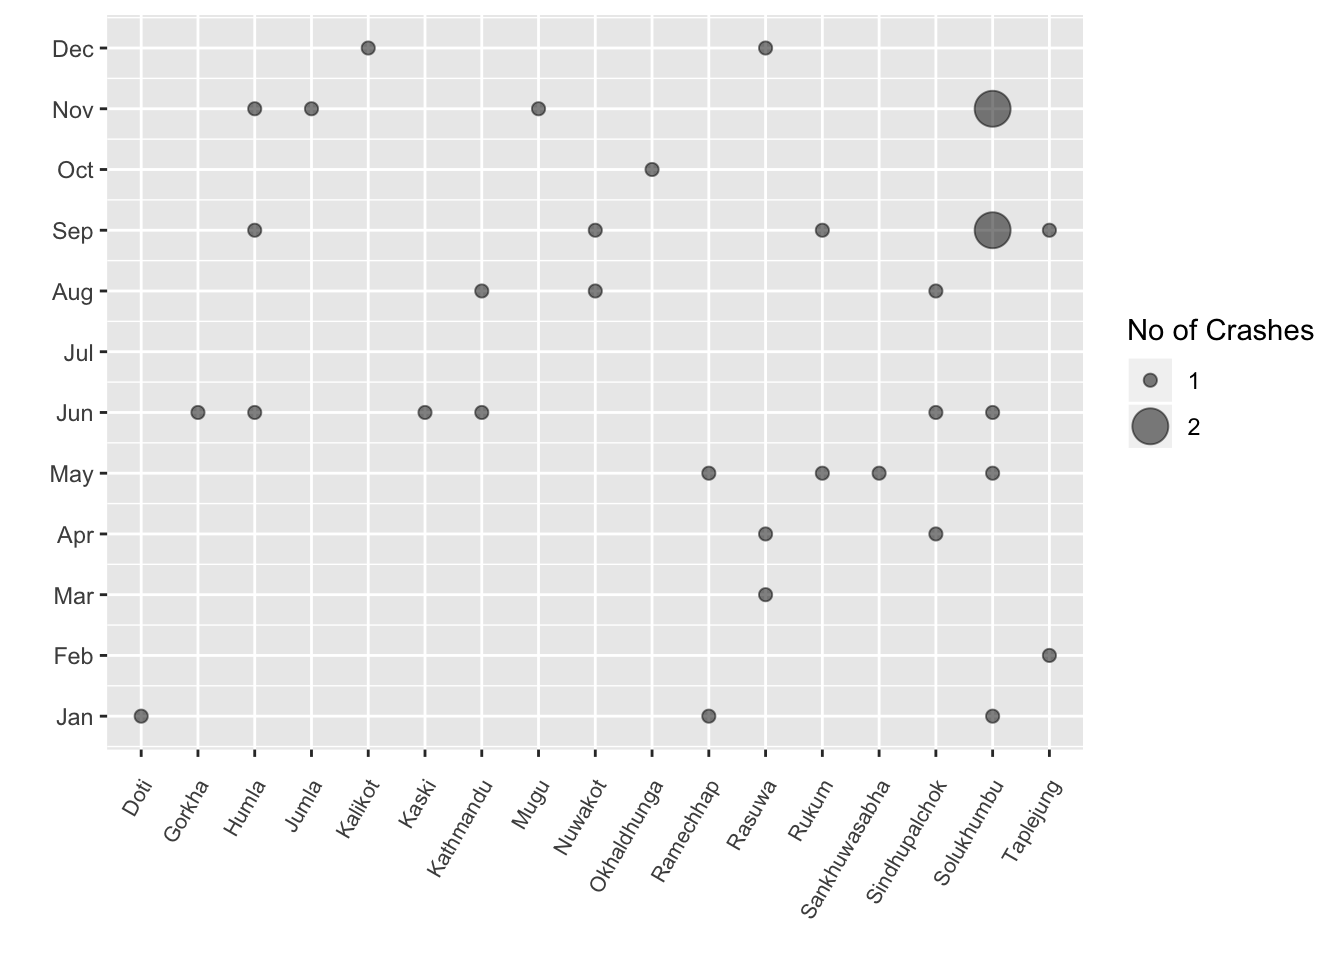 Dec
Nov
Oct
Sep
Aug
Jul
Jun
May
Apr
Mar
Feb
Jan
Doti
Gorkha
Humla
Jumla
Kalikot
Kaski
Kathmandu
Mugu
Nuwakot
Okhaldhunga
Ramechhap
Rasuwa
Rukum
Sankhuwasabha
Sindhupalchok
Solukhumbu
Taplejung
No of Crashes
1
2